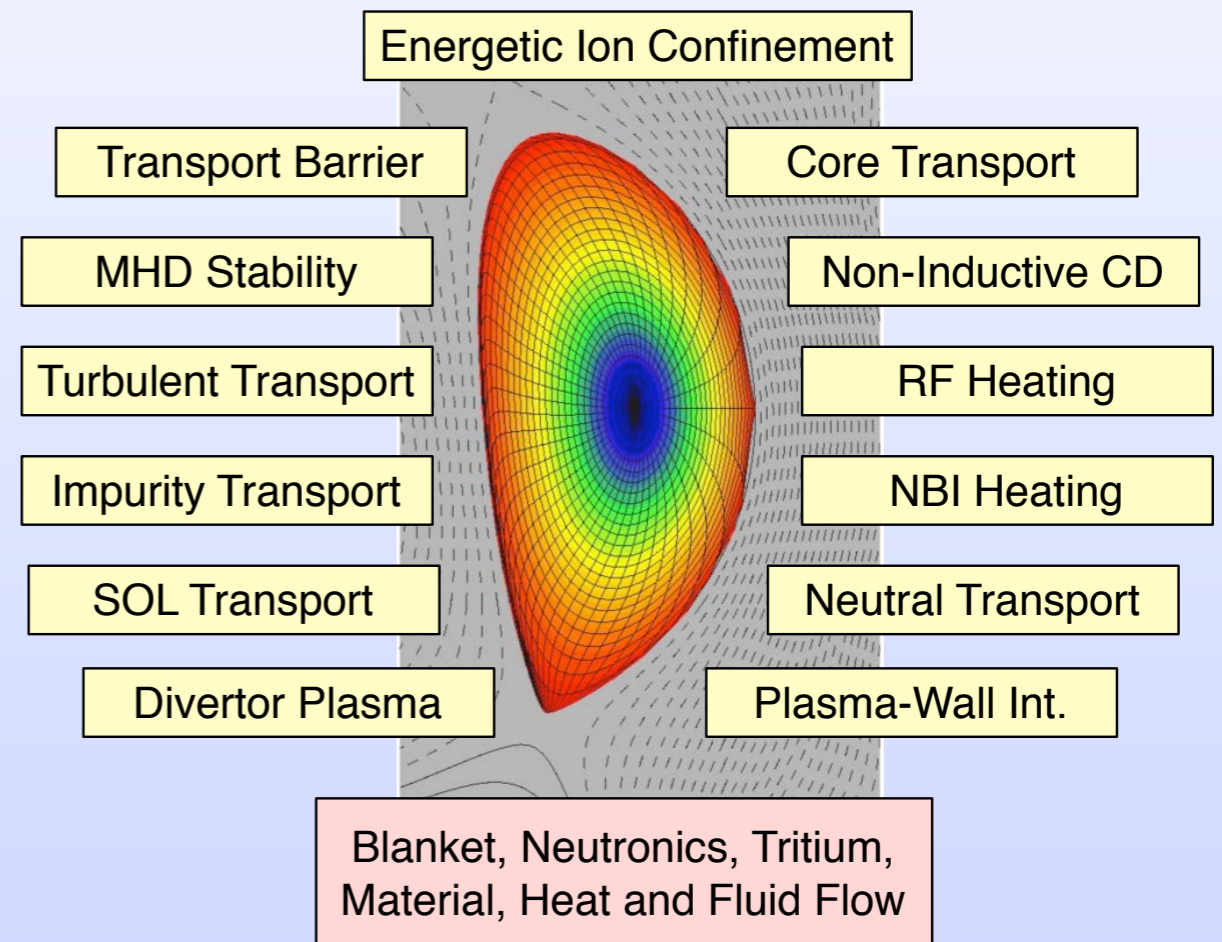 Energetic Ion Confinement
Transport Barrier
Core Transport
MHD Stability
Non-Inductive CD
Turbulent Transport
RF Heating
Impurity Transport
NBI Heating
SOL Transport
Neutral Transport
Divertor Plasma
Plasma-Wall Int.
Blanket, Neutronics, Tritium,
Material, Heat and Fluid Flow